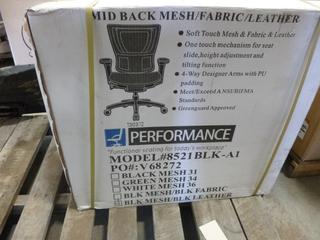 MID BACK MESH/FABRIC/LEATHER
Soft Touch Mesh & Fabric & Leather
One touch mechanism for seat
slide,height adjustment and
tilting function
4-Way Designer Arms with PU
padding
Meet/Exceed ANSI/BIFMA
Standards
Greenguard Approved
PERFORMANCE
"Functional seating for today's workplace"
MODEL#8521BLK-A1
PO#:V68272
BLACK MESH 31
GREEN MESH 34
WHITE MESH 36
BLK MESH/BLK FABRIC
BLK MESH/BLK LEATHER